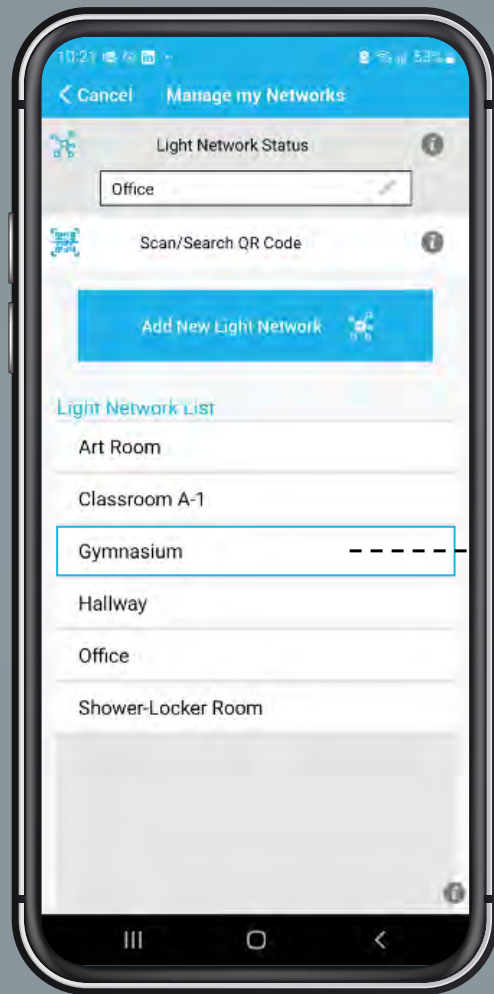 10:21 in
53%
Cancel Manage my Networks
Light Network Status
Office
Scan/Search QR Code
Add New Light Network
Light Network List
Art Room
Classroom A-1
Gymnasium
Hallway
Office
Shower-Locker Room